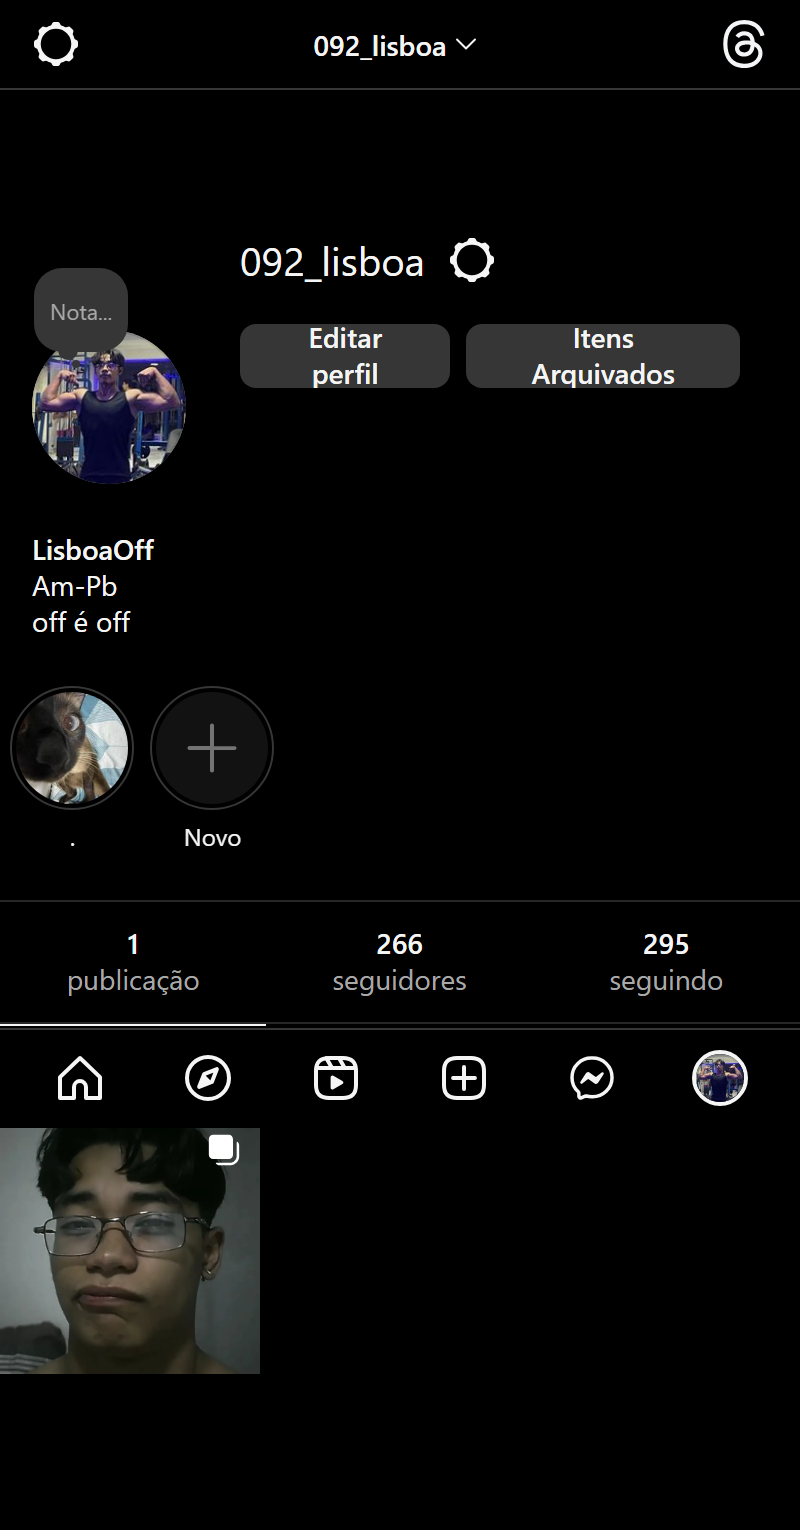 092_lisboa
092_lisboa
Nota...
Editar
perfil
Itens
Arquivados
LisboaOff
Am-Pb
off é off
.
Novo
1
publicação
266
seguidores
295
seguindo